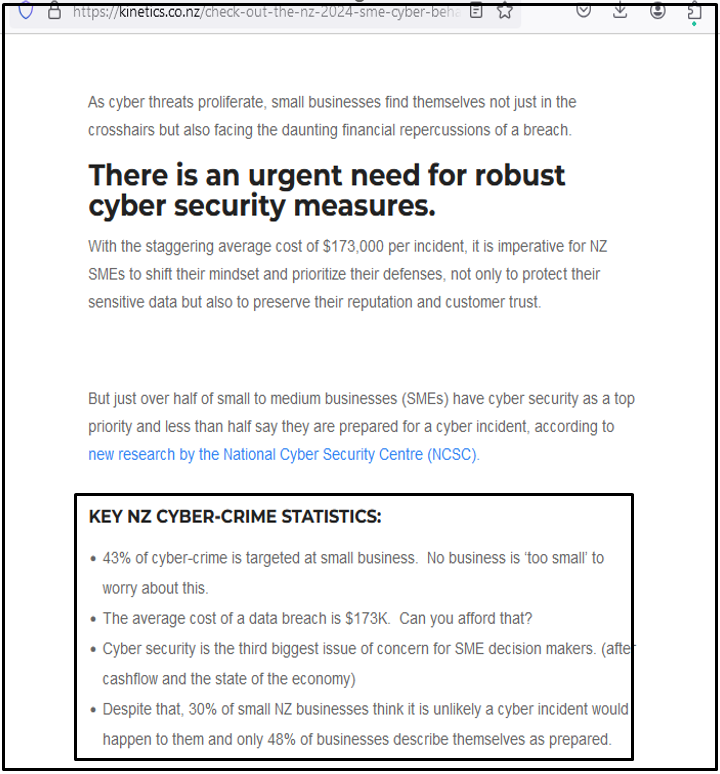 https://kinetics.co.nz/check-out-the-nz-2024-sme-cyber-beha
As cyber threats proliferate, small businesses find themselves not just in the
crosshairs but also facing the daunting financial repercussions of a breach.
There is an urgent need for robust
cyber security measures.
With the staggering average cost of $173,000 per incident, it is imperative for NZ
SMEs to shift their mindset and prioritize their defenses, not only to protect their
sensitive data but also to preserve their reputation and customer trust.
But just over half of small to medium businesses (SMEs) have cyber security as a top
priority and less than half say they are prepared for a cyber incident, according to
new research by the National Cyber Security Centre (NCSC).
KEY NZ CYBER-CRIME STATISTICS:
• 43% of cyber-crime is targeted at small business.  No business is ‘too small’ to
worry about this.
• The average cost of a data breach is $173K.  Can you afford that?
• Cyber security is the third biggest issue of concern for SME decision makers. (after
cashflow and the state of the economy)
• Despite that, 30% of small NZ businesses think it is unlikely a cyber incident would
happen to them and only 48% of businesses describe themselves as prepared.